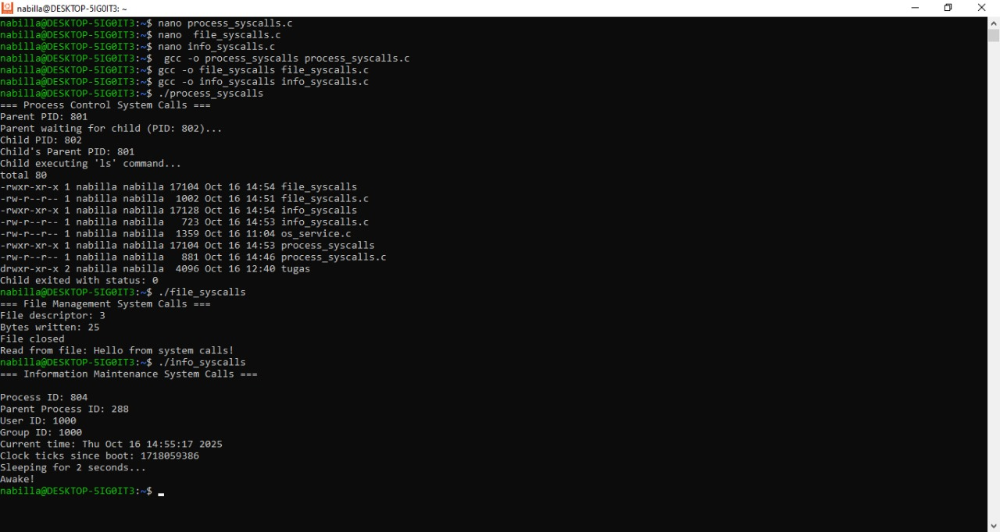 nabilla@DESKTOP-5IG0IT3: ~
nabilla@DESKTOP-5IG0IT3:~$ nano process_syscalls.c
nabilla@DESKTOP-5IG0IT3:~$ nano  file_syscalls.c
nabilla@DESKTOP-5IG0IT3:~$ nano info_syscalls.c
nabilla@DESKTOP-5IG0IT3:~$  gcc -o process_syscalls process_syscalls.c
nabilla@DESKTOP-5IG0IT3:~$ gcc -o file_syscalls file_syscalls.c
nabilla@DESKTOP-5IG0IT3:~$ gcc -o info_syscalls info_syscalls.c
nabilla@DESKTOP-5IG0IT3:~$ ./process_syscalls
=== Process Control System Calls ===
Parent PID: 801
Parent waiting for child (PID: 802)...
Child PID: 802
Child's Parent PID: 801
Child executing 'ls' command...
total 80
-rwxr-xr-x 1 nabilla nabilla 17104 Oct 16 14:54 file_syscalls
-rw-r--r-- 1 nabilla nabilla  1002 Oct 16 14:51 file_syscalls.c
-rwxr-xr-x 1 nabilla nabilla 17128 Oct 16 14:54 info_syscalls
-rw-r--r-- 1 nabilla nabilla   723 Oct 16 14:53 info_syscalls.c
-rw-r--r-- 1 nabilla nabilla  1359 Oct 16 11:04 os_service.c
-rwxr-xr-x 1 nabilla nabilla 17104 Oct 16 14:53 process_syscalls
-rw-r--r-- 1 nabilla nabilla   881 Oct 16 14:46 process_syscalls.c
drwxr-xr-x 2 nabilla nabilla  4096 Oct 16 12:40 tugas
Child exited with status: 0
nabilla@DESKTOP-5IG0IT3:~$ ./file_syscalls
=== File Management System Calls ===
File descriptor: 3
Bytes written: 25
File closed
Read from file: Hello from system calls!
nabilla@DESKTOP-5IG0IT3:~$ ./info_syscalls
=== Information Maintenance System Calls ===
Process ID: 804
Parent Process ID: 288
User ID: 1000
Group ID: 1000
Current time: Thu Oct 16 14:55:17 2025
Clock ticks since boot: 1718059386
Sleeping for 2 seconds...
Awake!
nabilla@DESKTOP-5IG0IT3:~$